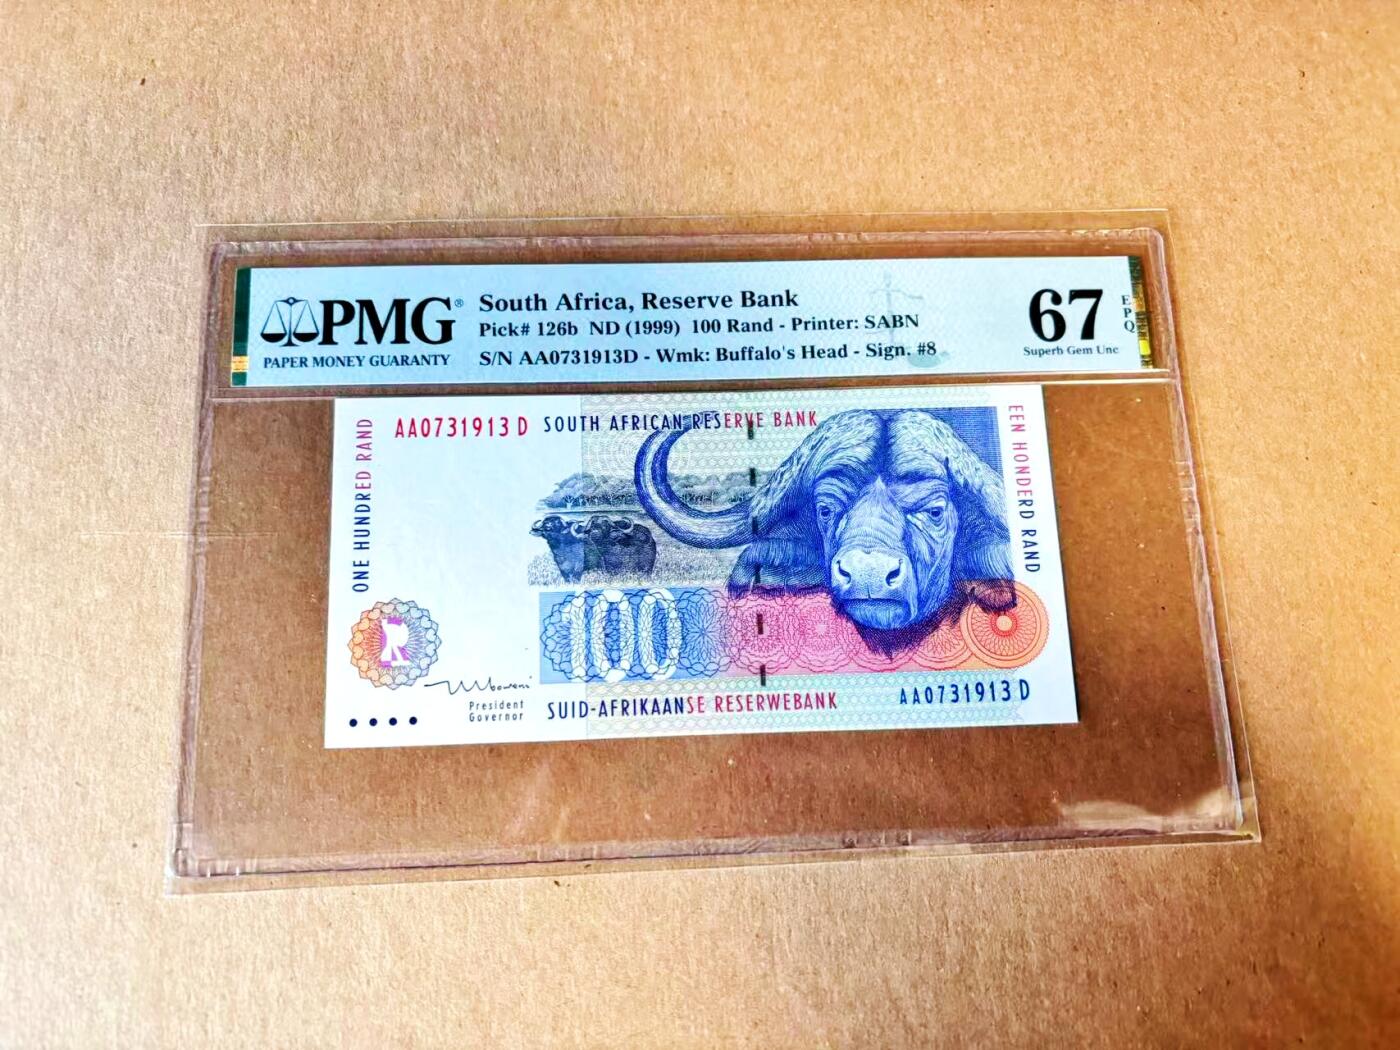 PMG®
PAPER MONEY GUARANTY
South Africa, Reserve Bank
Pick# 126b ND (1999) 100 Rand - Printer: SABN
S/N AA0731913D - Wmk: Buffalo's Head - Sign. #8
67
EPQ
Superb Gem Unc
ONE HUNDRED RAND
AA0731913 D
SOUTH AFRICAN RESERVE BANK
EEN HONDERD RAND
100
R
President
Governor
SUID-AFRIKAANSE RESERWEBANK
AA0731913 D